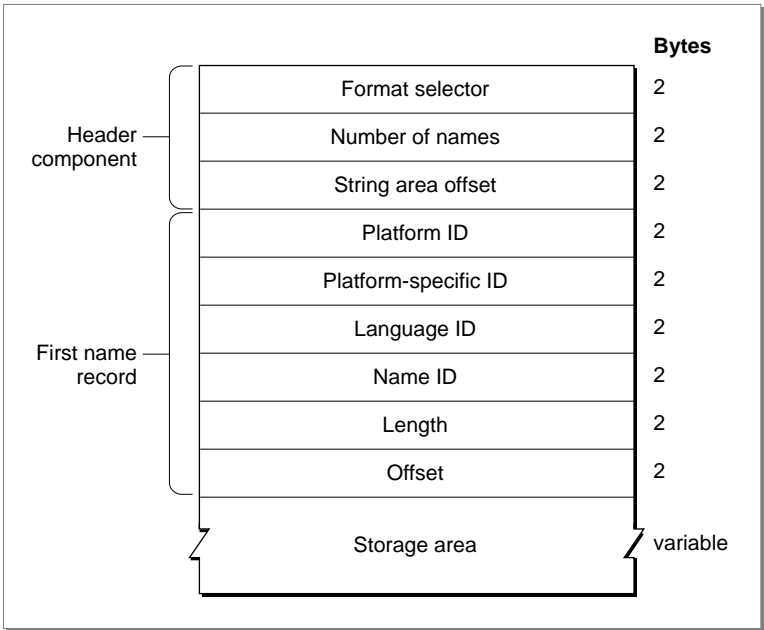 Bytes
Format selector 2
Header component
Number of names 2
String area offset 2
Platform ID 2
Platform-specific ID 2
Language ID 2
First name record
Name ID 2
Length 2
Offset 2
Storage area variable